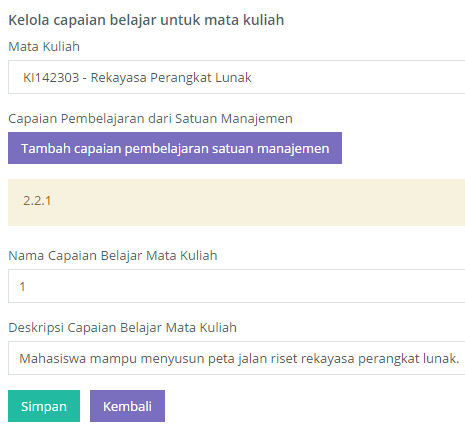 Kelola capaian belajar untuk mata kuliah
Mata Kuliah
KI142303 - Rekayasa Perangkat Lunak
Capaian Pembelajaran dari Satuan Manajemen
Tambah capaian pembelajaran satuan manajemen
2.2.1
Nama Capaian Belajar Mata Kuliah
1
Deskripsi Capaian Belajar Mata Kuliah
Mahasiswa mampu menyusun peta jalan riset rekayasa perangkat lunak.
Simpan Kembali